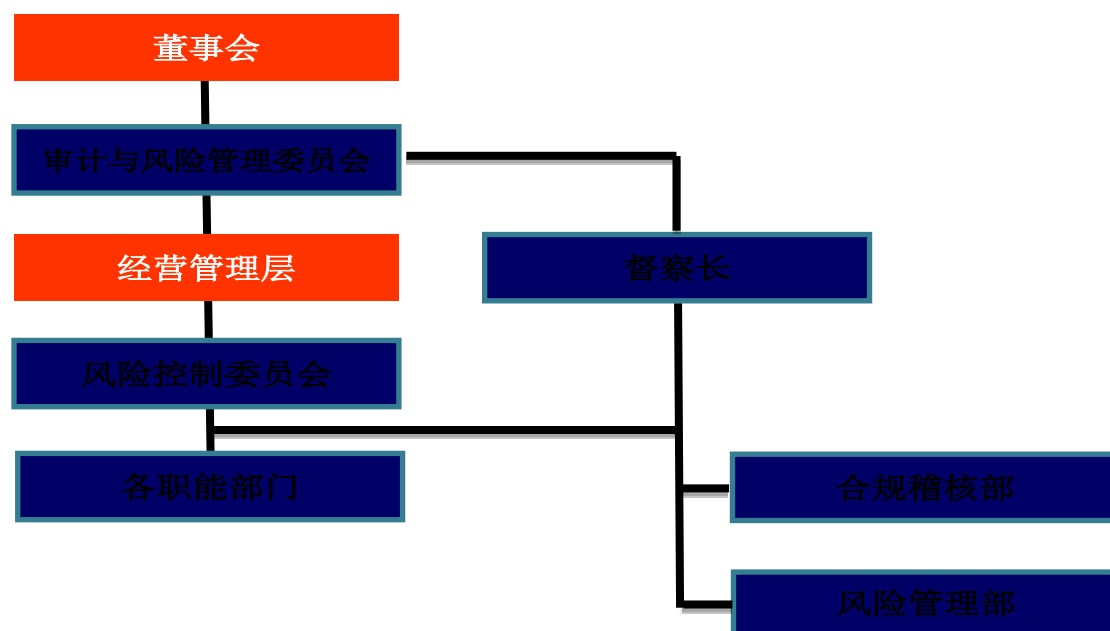 董事会
审计与风险管理委员会
经营管理层
督察长
风险控制委员会
各职能部门
合规稽核部
风险管理部